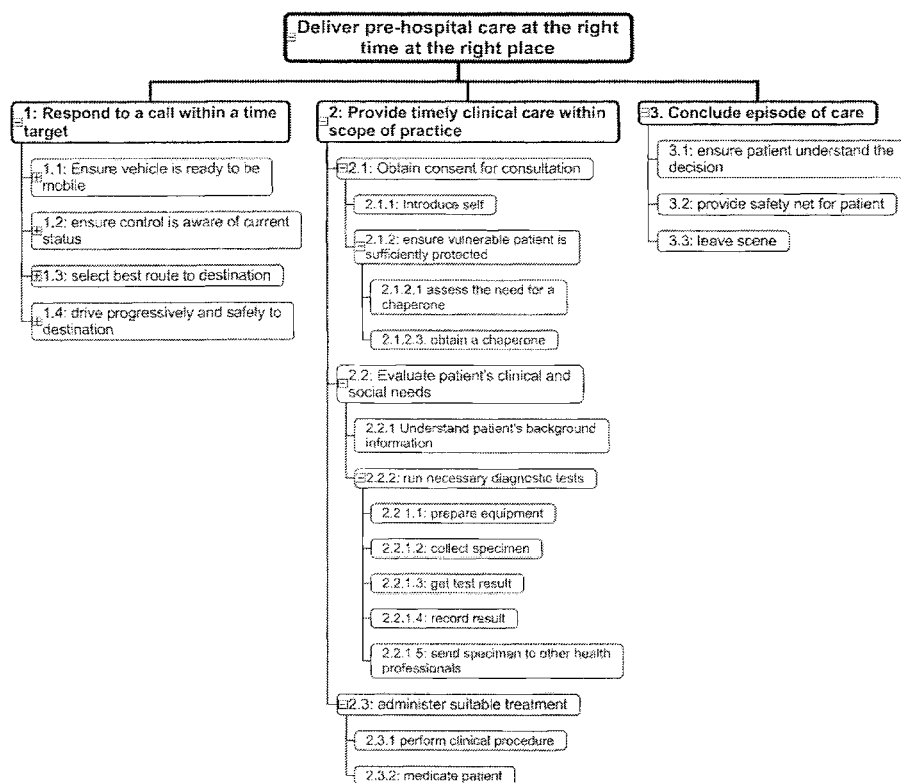 Deliver pre-hospital care at the right
time at the right place
1: Respond to a call within a time
target
1.1: Ensure vehicle is ready to be
mobile
1.2: ensure control is aware of current
status
1.3: select best route to destination
1.4: drive progressively and safely to
destination
2: Provide timely clinical care within
scope of practice
2.1: Obtain consent for consultation
2.1.1: Introduce self
2.1.2: ensure vulnerable patient is
sufficiently protected
2.1.2.1 assess the need for a
chaperone
2.1.2.3. obtain a chaperone
2.2: Evaluate patient's clinical and
social needs
2.2.1 Understand patient's background
information
2.2.2: run necessary diagnostic tests
2.2.1.1: prepare equipment
2.2.1.2: collect specimen
2.2.1.3: get test result
2.2.1.4: record result
2.2.1.5: send specimen to other health
professionals
2.3: administer suitable treatment
2.3.1 perform clinical procedure
2.3.2: medicate patient
3. Conclude episode of care
3.1: ensure patient understand the
decision
3.2: provide safety net for patient
3.3: leave scene